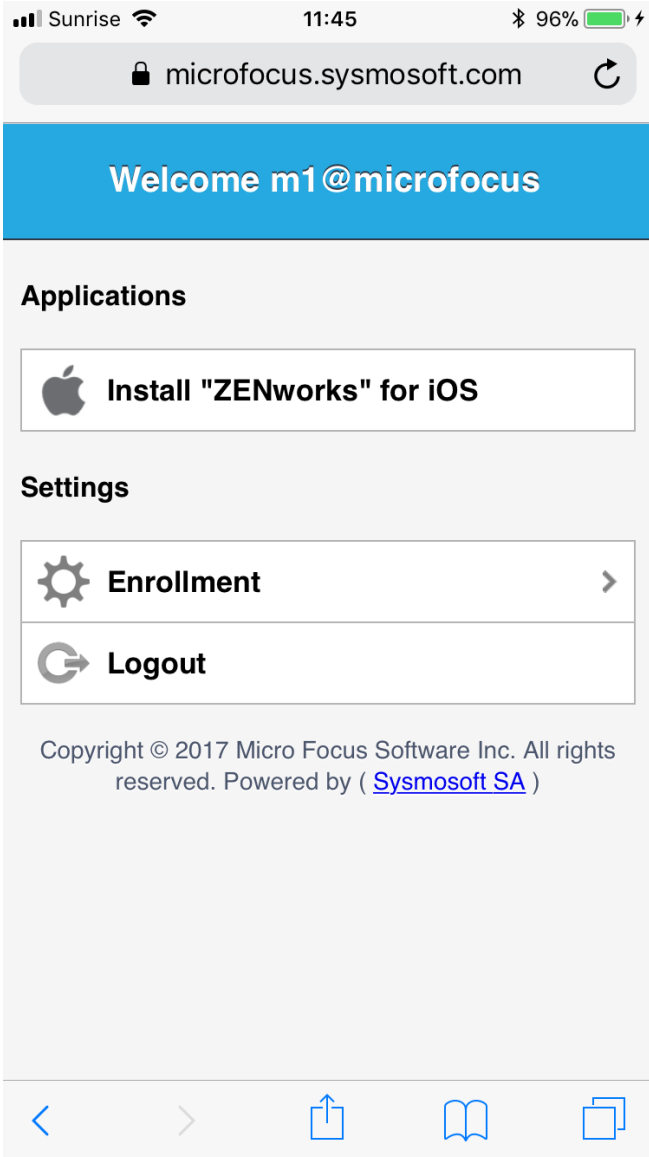 Sunrise 11:45 96%
microfocus.sysmosoft.com
Welcome m1@microfocus
Applications
Install "ZENworks" for iOS
Settings
Enrollment
Logout
Copyright © 2017 Micro Focus Software Inc. All rights
reserved. Powered by ( Sysmosoft SA )